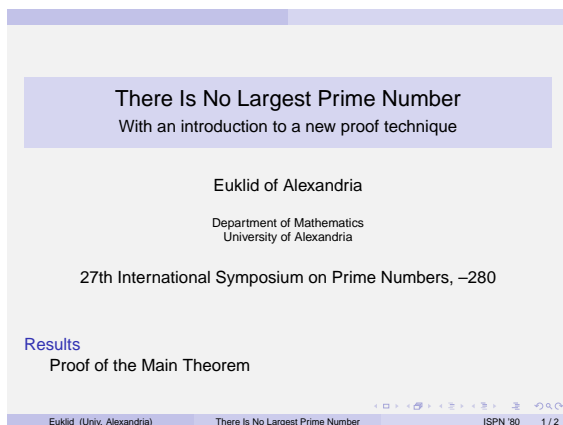 There Is No Largest Prime Number
With an introduction to a new proof technique
Euklid of Alexandria
Department of Mathematics
University of Alexandria
27th International Symposium on Prime Numbers, –280
Results
Proof of the Main Theorem
Euklid (Univ. Alexandria) There Is No Largest Prime Number ISPN ’80 1 / 2